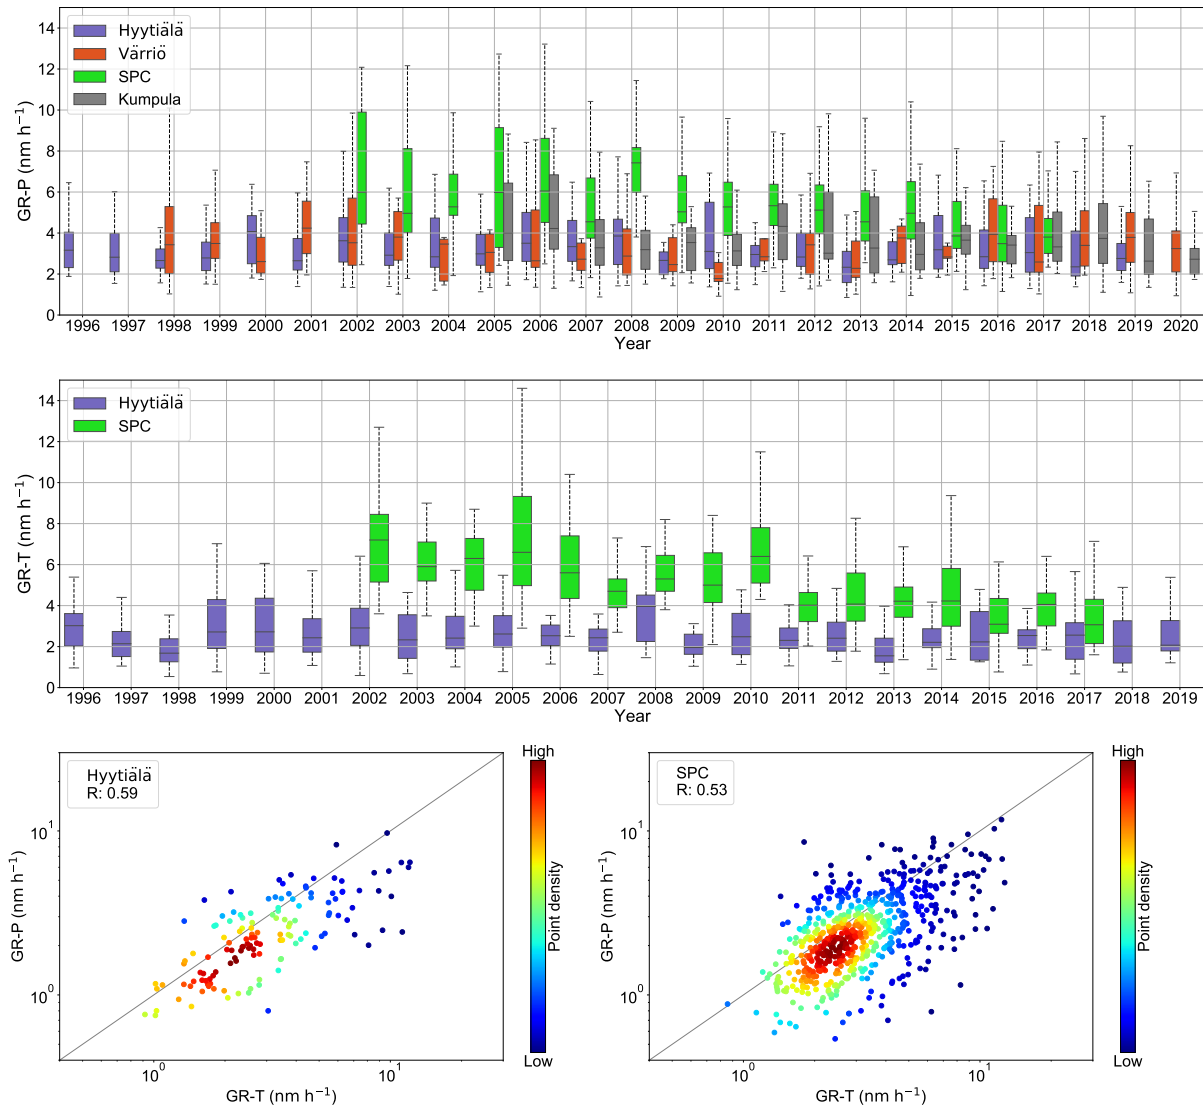 14
12
10
8
6
4
2
0
GR-P (nm h⁻¹)
Hyytiälä
Värriö
SPC
Kumpula
1996 1997 1998 1999 2000 2001 2002 2003 2004 2005 2006 2007 2008 2009 2010 2011 2012 2013 2014 2015 2016 2017 2018 2019 2020
Year
14
12
10
8
6
4
2
0
GR-T (nm h⁻¹)
Hyytiälä
SPC
1996 1997 1998 1999 2000 2001 2002 2003 2004 2005 2006 2007 2008 2009 2010 2011 2012 2013 2014 2015 2016 2017 2018 2019
Year
Hyytiälä
R: 0.59
10¹
10⁰
GR-P (nm h⁻¹)
10⁰ 10¹
GR-T (nm h⁻¹)
High
Point density
Low
SPC
R: 0.53
10¹
10⁰
GR-P (nm h⁻¹)
10⁰ 10¹
GR-T (nm h⁻¹)
High
Point density
Low